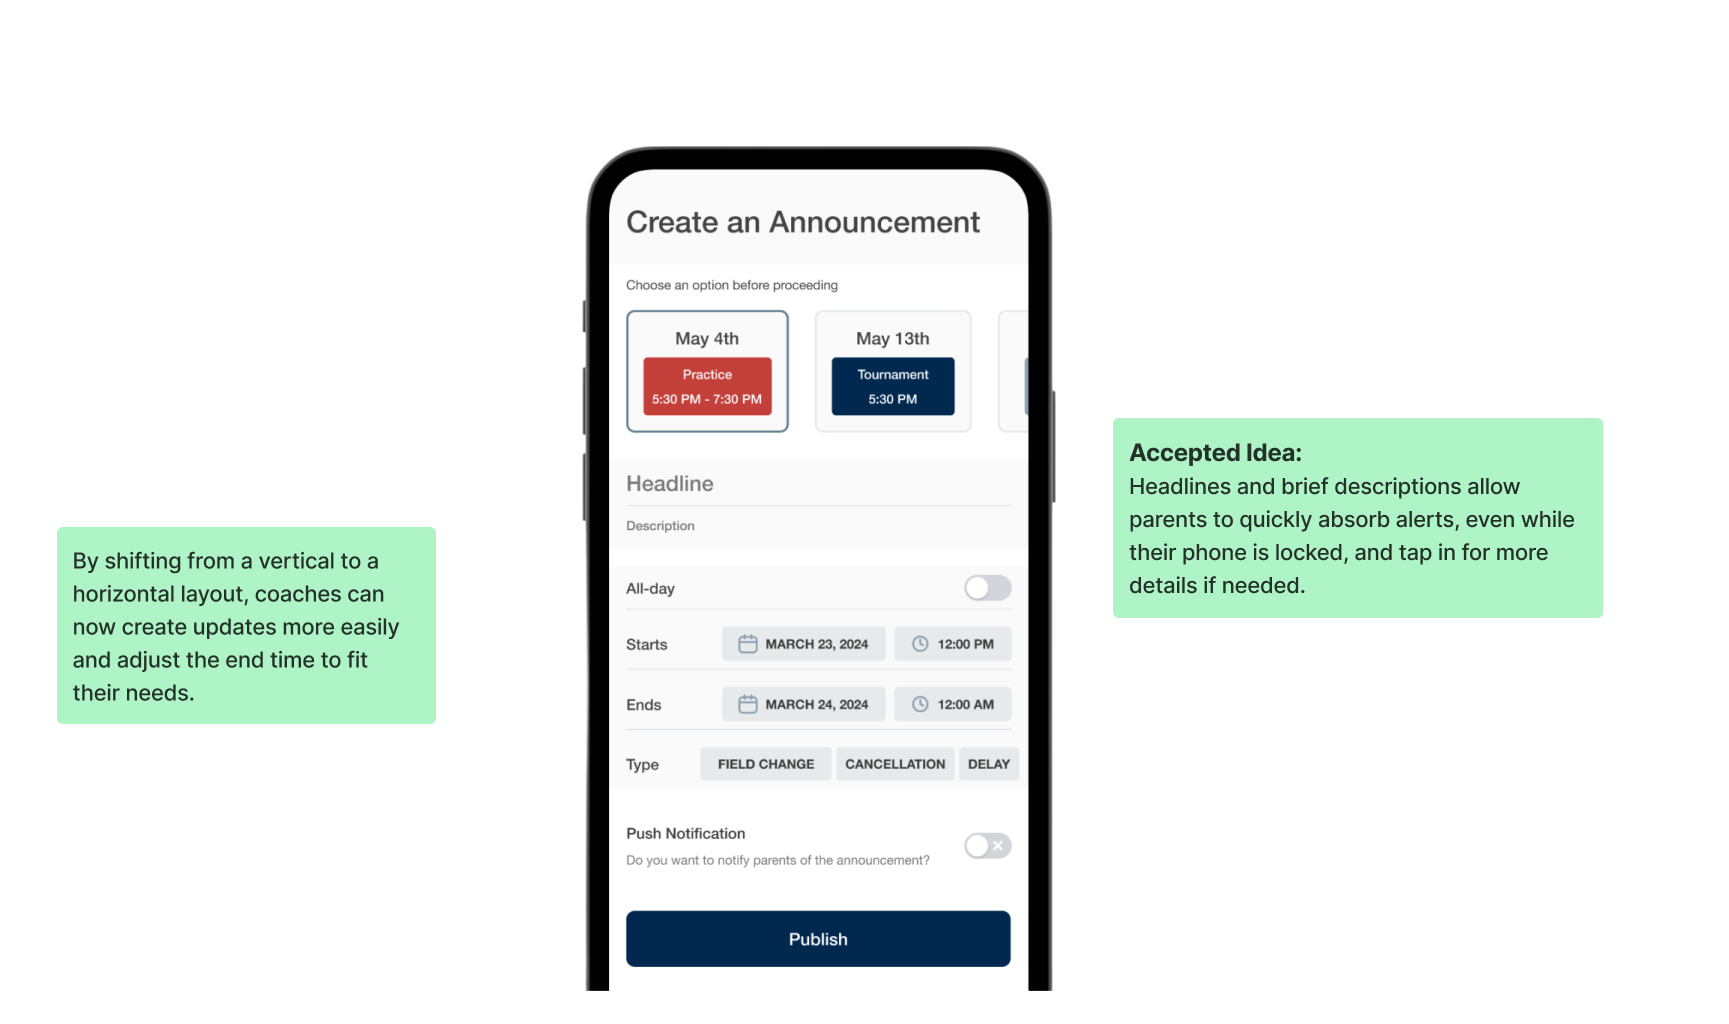 Create an Announcement
Choose an option before proceeding
May 4th
Practice
5:30 PM - 7:30 PM
May 13th
Tournament
5:30 PM
Headline
Description
All-day
Starts
MARCH 23, 2024
12:00 PM
Ends
MARCH 24, 2024
12:00 AM
Type
FIELD CHANGE
CANCELLATION
DELAY
Push Notification
Do you want to notify parents of the announcement?
Publish
By shifting from a vertical to a
horizontal layout, coaches can
now create updates more easily
and adjust the end time to fit
their needs.
Accepted Idea:
Headlines and brief descriptions allow
parents to quickly absorb alerts, even while
their phone is locked, and tap in for more
details if needed.